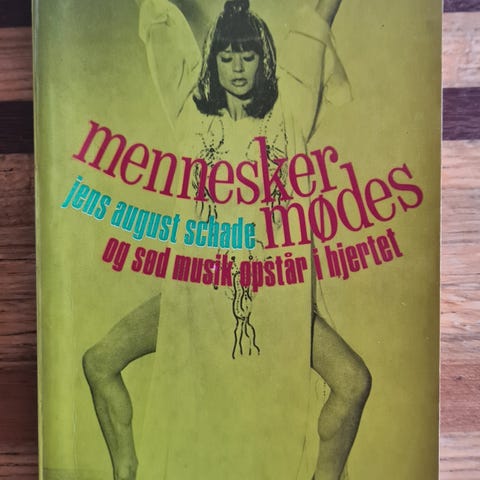 mennesker
mødes
jens august schade
og sød musik opstår i hjertet